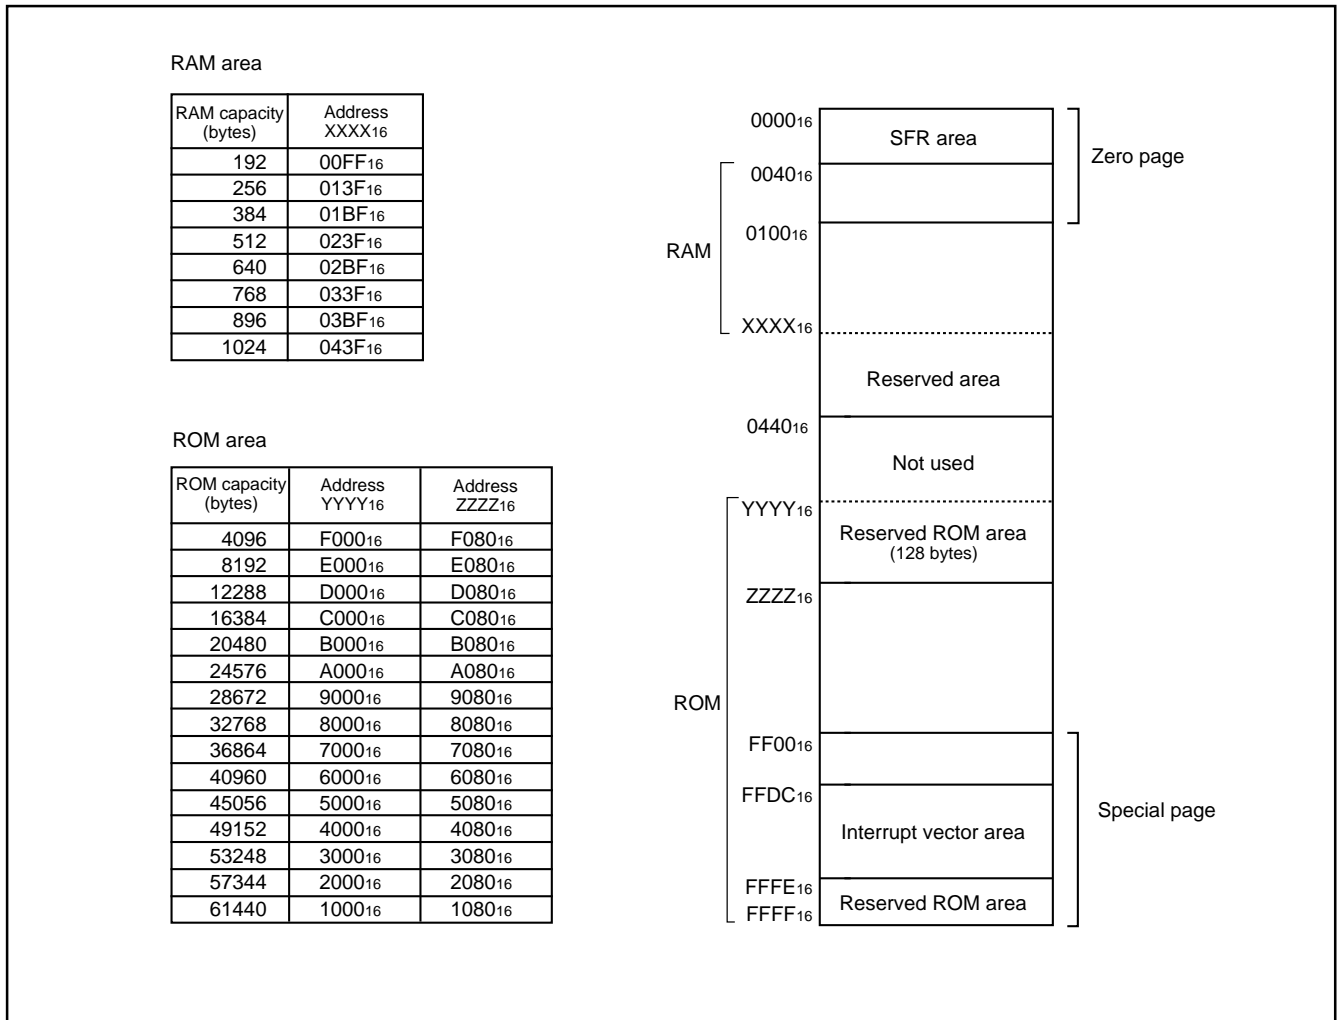 RAM area
RAM capacity (bytes) Address XXXX16
192 00FF16
256 013F16
384 01BF16
512 023F16
640 02BF16
768 033F16
896 03BF16
1024 043F16
ROM area
ROM capacity (bytes) Address YYYY16 Address ZZZZ16
4096 F00016 F08016
8192 E00016 E08016
12288 D00016 D08016
16384 C00016 C08016
20480 B00016 B08016
24576 A00016 A08016
28672 900016 908016
32768 800016 808016
36864 700016 708016
40960 600016 608016
45056 500016 508016
49152 400016 408016
53248 300016 308016
57344 200016 208016
61440 100016 108016
000016
SFR area
Zero page
004016
010016
RAM
XXXX16
Reserved area
044016
Not used
YYYY16
Reserved ROM area
(128 bytes)
ZZZZ16
ROM
FF0016
FFDC16
Interrupt vector area
Special page
FFFE16
Reserved ROM area
FFFF16